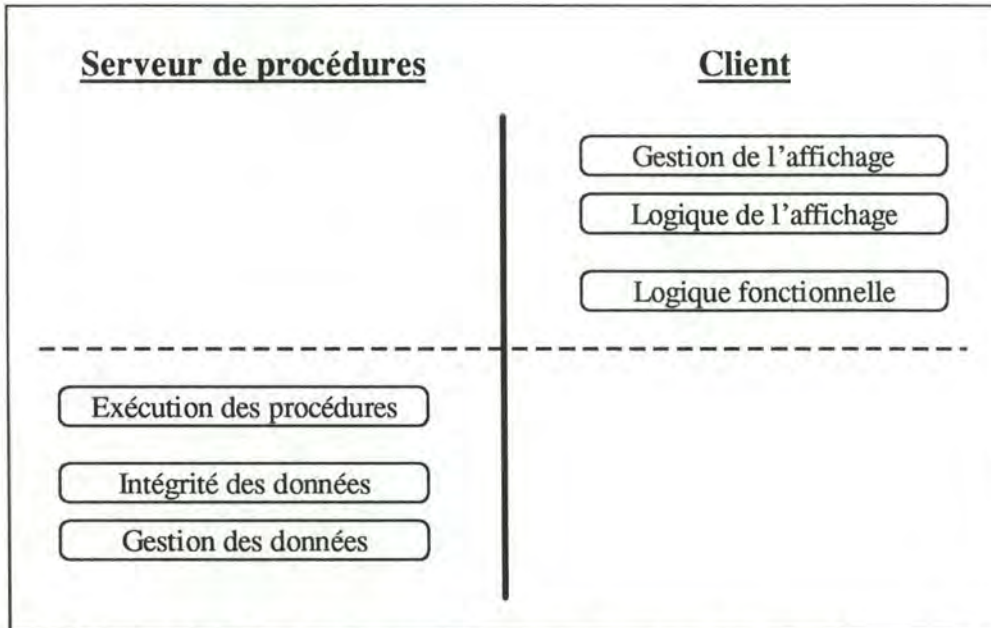 Serveur de procédures
Client
Gestion de l'affichage
Logique de l'affichage
Logique fonctionnelle
Exécution des procédures
Intégrité des données
Gestion des données